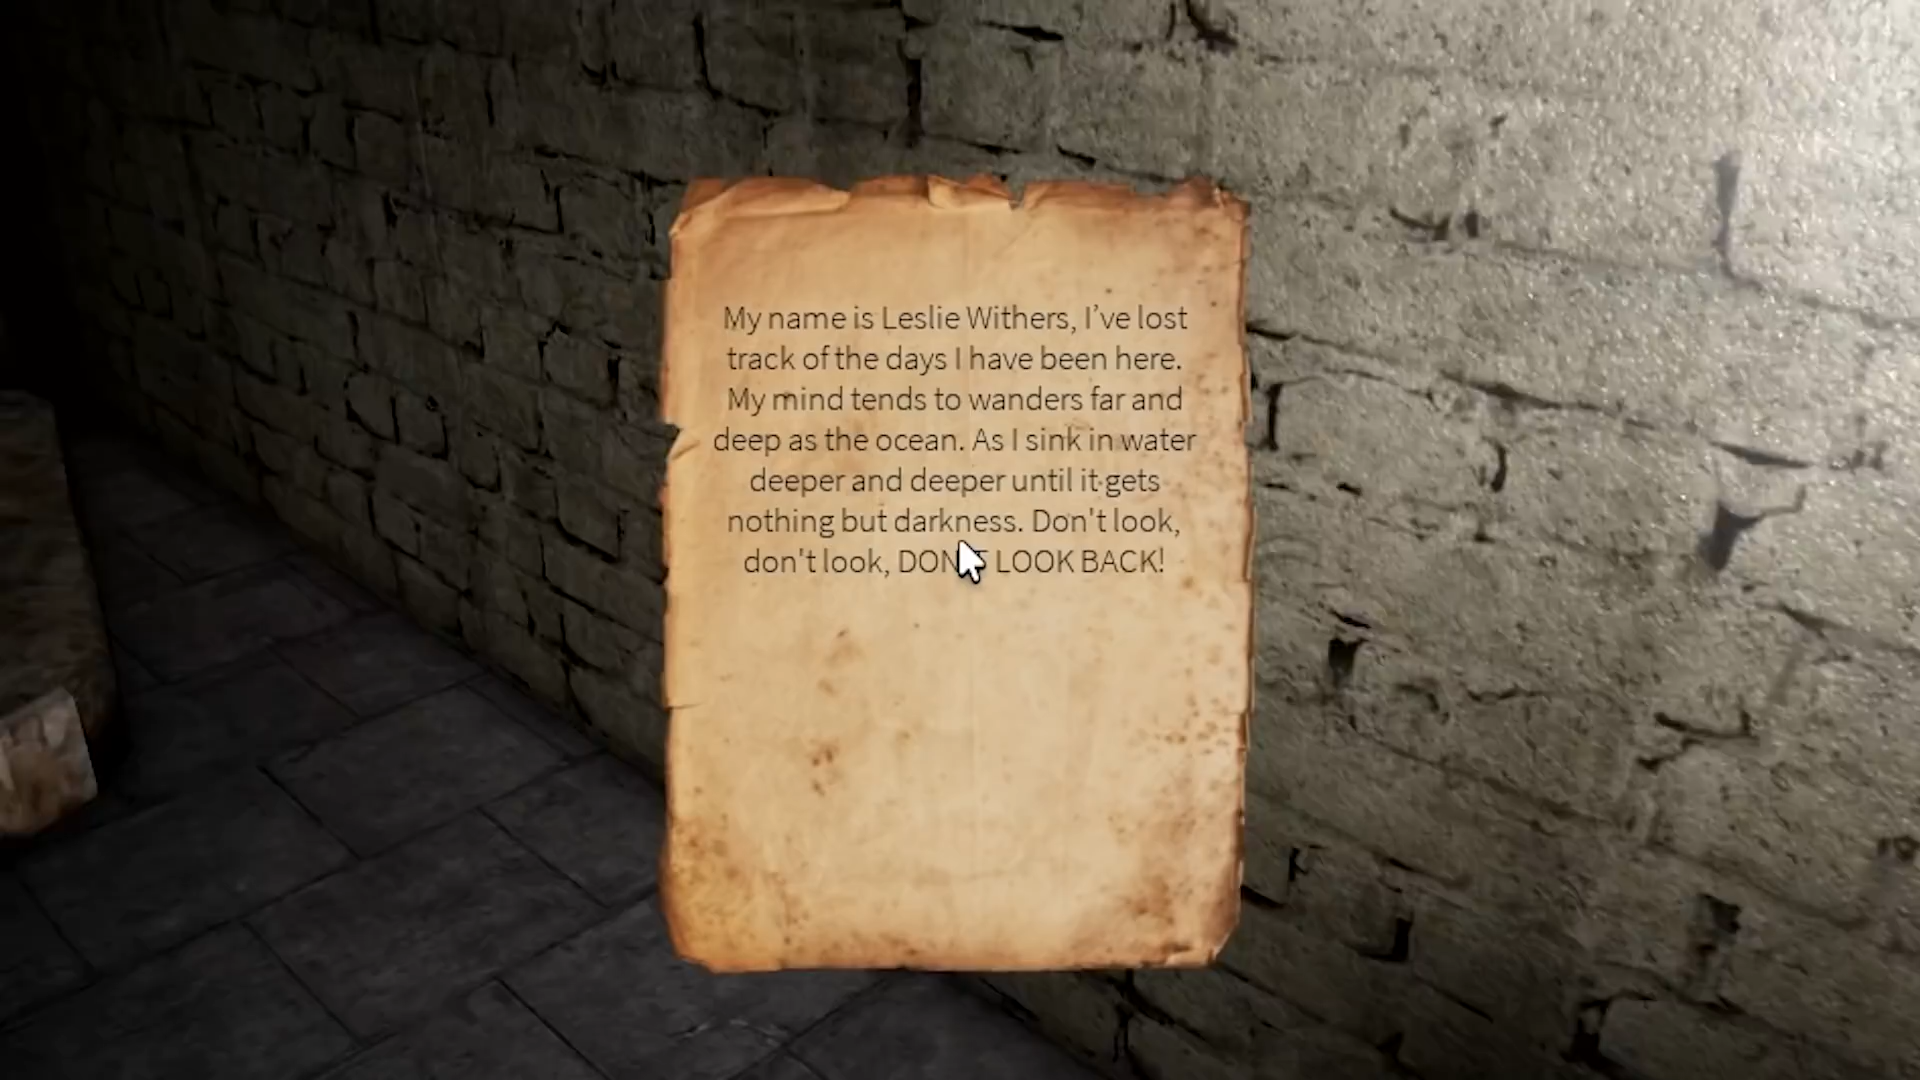 My name is Leslie Withers, I’ve lost
track of the days I have been here.
My mind tends to wanders far and
deep as the ocean. As I sink in water
deeper and deeper until it gets
nothing but darkness. Don't look,
don't look, DON'T LOOK BACK!